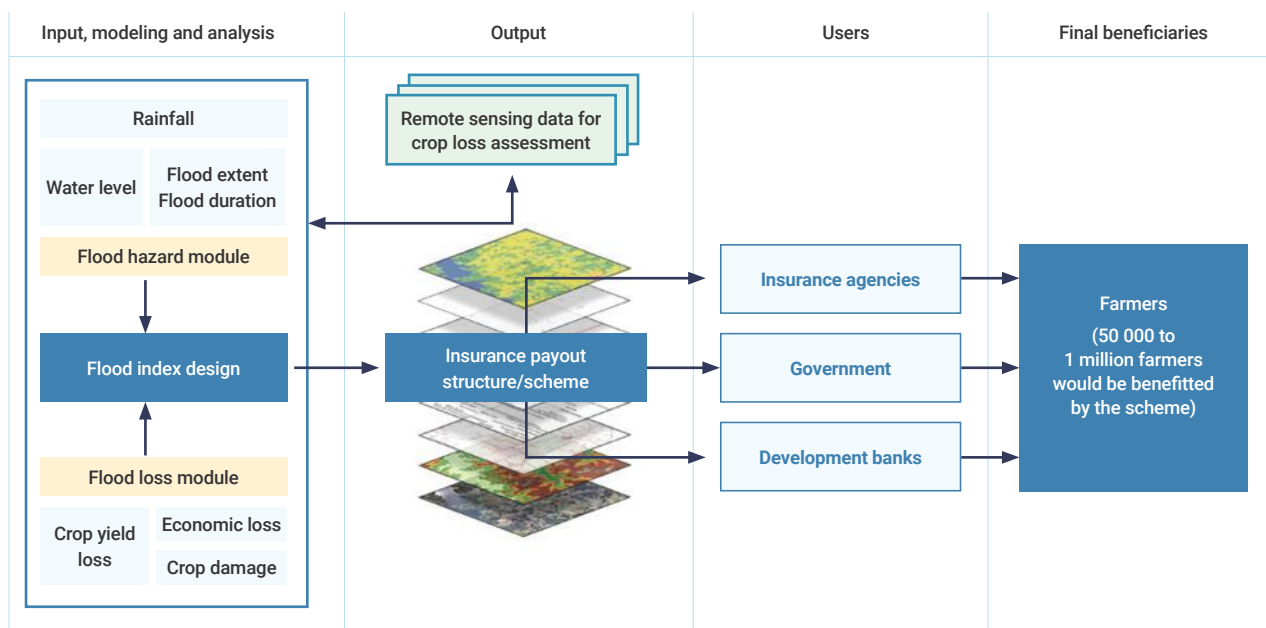 Input, modeling and analysis
Output
Users
Final beneficiaries
Rainfall
Water level
Flood extent
Flood duration
Flood hazard module
Flood index design
Flood loss module
Crop yield
loss
Economic loss
Crop damage
Remote sensing data for
crop loss assessment
Insurance payout
structure/scheme
Insurance agencies
Government
Development banks
Farmers
(50 000 to
1 million farmers
would be benefitted
by the scheme)